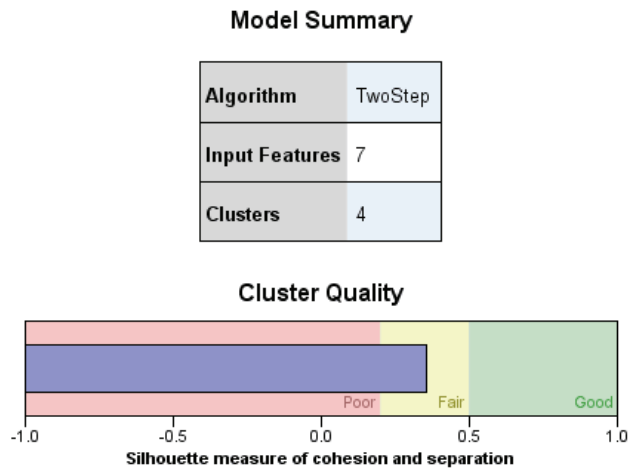 Model Summary
Algorithm TwoStep
Input Features 7
Clusters 4
Cluster Quality
Poor Fair Good
-1.0 -0.5 0.0 0.5 1.0
Silhouette measure of cohesion and separation